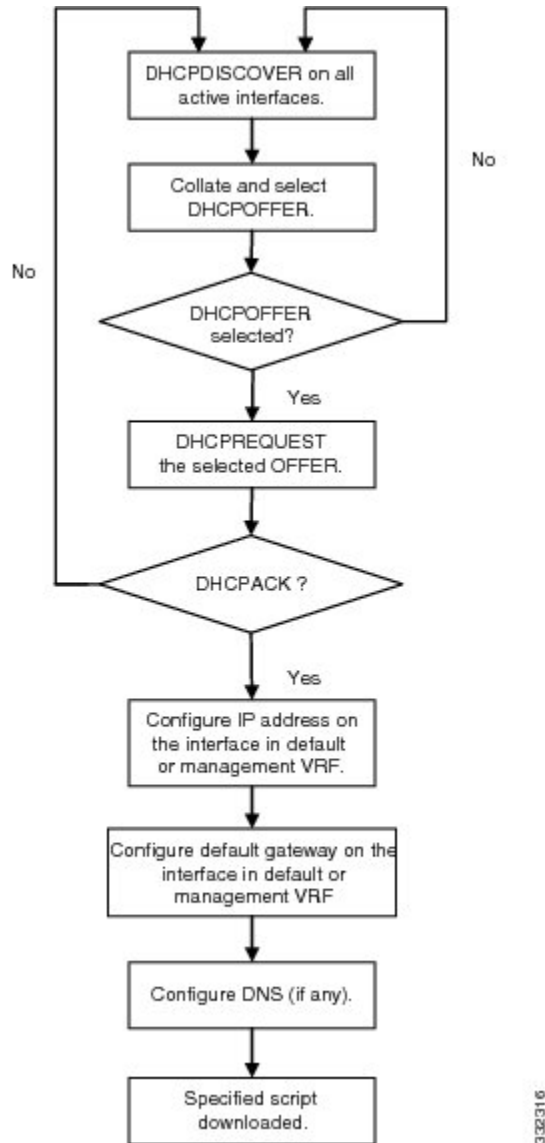 DHCPDISCOVER on all
active interfaces.
No
Collate and select
DHCPOFFER.
No
DHCPOFFER
selected?
Yes
DHCPREQUEST
the selected OFFER.
DHCPACK ?
Yes
Configure IP address on
the interface in default
or management VRF.
Configure default gateway on the
interface in default or
management VRF
Configure DNS (if any).
Specified script
downloaded.
332316